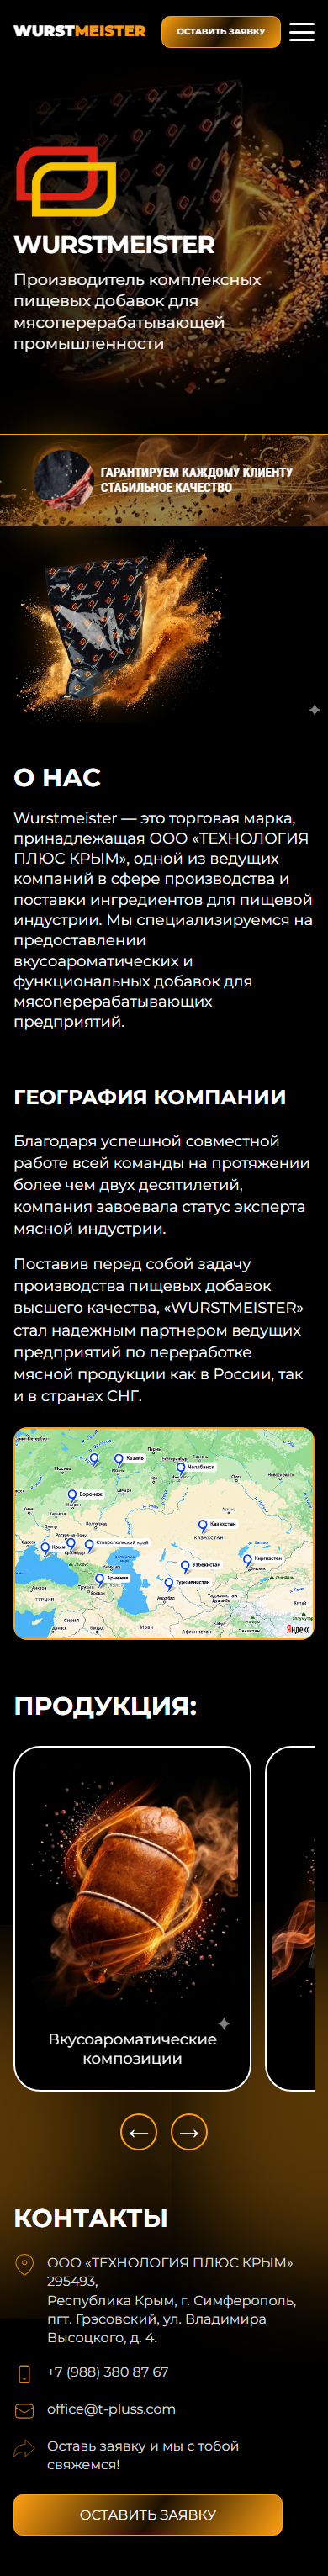 WURSTMEISTER
ОСТАВИТЬ ЗАЯВКУ
WURSTMEISTER
Производитель комплексных
пищевых добавок для
мясоперерабатывающей
промышленности
ГАРАНТИРУЕМ КАЖДОМУ КЛИЕНТУ
СТАБИЛЬНОЕ КАЧЕСТВО
О НАС
Wurstmeister — это торговая марка,
принадлежащая ООО «ТЕХНОЛОГИЯ
ПЛЮС КРЫМ», одной из ведущих
компаний в сфере производства и
поставки ингредиентов для пищевой
индустрии. Мы специализируемся на
предоставлении
вкусоароматических и
функциональных добавок для
мясоперерабатывающих
предприятий.
ГЕОГРАФИЯ КОМПАНИИ
Благодаря успешной совместной
работе всей команды на протяжении
более чем двух десятилетий,
компания завоевала статус эксперта
мясной индустрии.
Поставив перед собой задачу
производства пищевых добавок
высшего качества, «WURSTMEISTER»
стал надежным партнером ведущих
предприятий по переработке
мясной продукции как в России, так
и в странах СНГ.
Казань
Челябинск
Воронеж
Казахстан
КАЗАХСТАН
Крым
Ставропольский край
Узбекистан
Киргизстан
Армения
Туркменистан
Иран
Афганистан
Китай
Яндекс
ПРОДУКЦИЯ:
Вкусоароматические
композиции
КОНТАКТЫ
ООО «ТЕХНОЛОГИЯ ПЛЮС КРЫМ»
295493,
Республика Крым, г. Симферополь,
пгт. Грэсовский, ул. Владимира
Высоцкого, д. 4.
+7 (988) 380 87 67
office@t-pluss.com
Оставь заявку и мы с тобой
свяжемся!
ОСТАВИТЬ ЗАЯВКУ